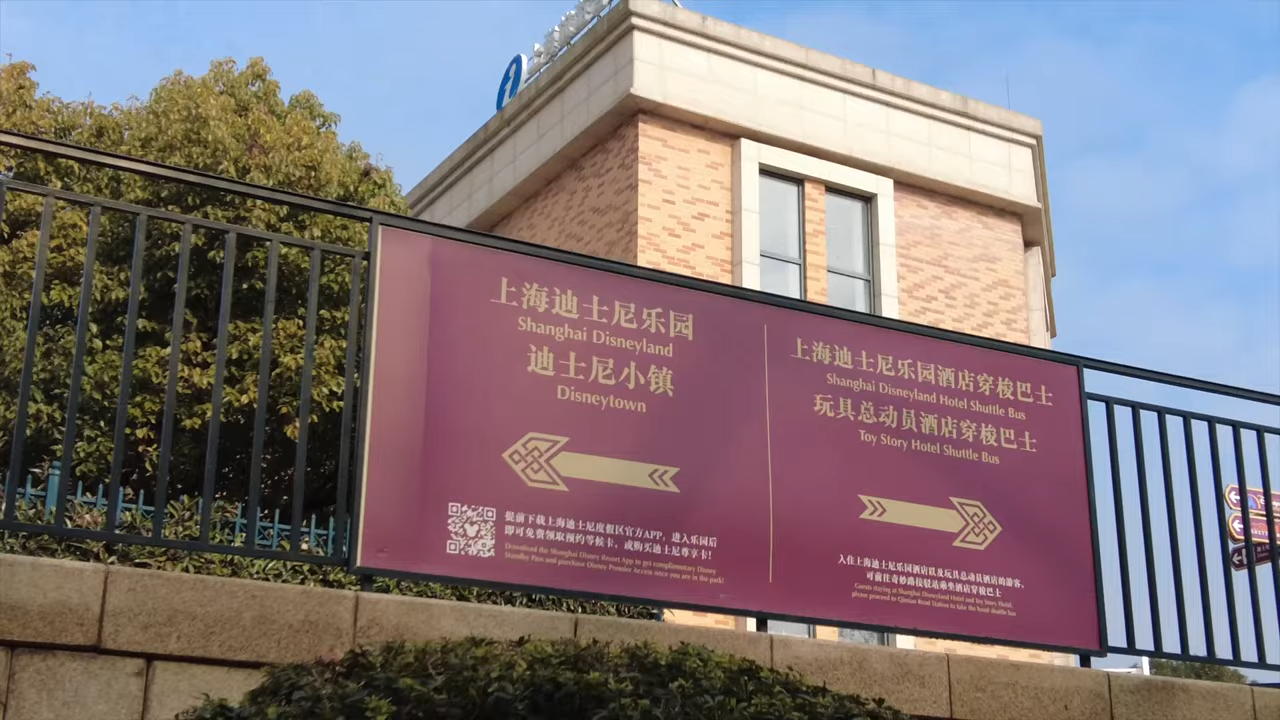 上海迪士尼乐园
Shanghai Disneyland
迪士尼小镇
Disneytown
提前下载上海迪士尼度假区官方APP，进入乐园后
即可免费领取预约等候卡，或购买迪士尼尊享卡！
Download the Shanghai Disney Resort App to get complimentary Disney
Standby Pass and purchase Disney Premier Access once you are in the park!
上海迪士尼乐园酒店穿梭巴士
Shanghai Disneyland Hotel Shuttle Bus
玩具总动员酒店穿梭巴士
Toy Story Hotel Shuttle Bus
入住上海迪士尼乐园酒店以及玩具总动员酒店的游客，
可前往奇妙路接驳站乘坐酒店穿梭巴士
Guests staying at Shanghai Disneyland Hotel and Toy Story Hotel,
please proceed to Qimiao Road Station to take the hotel shuttle bus